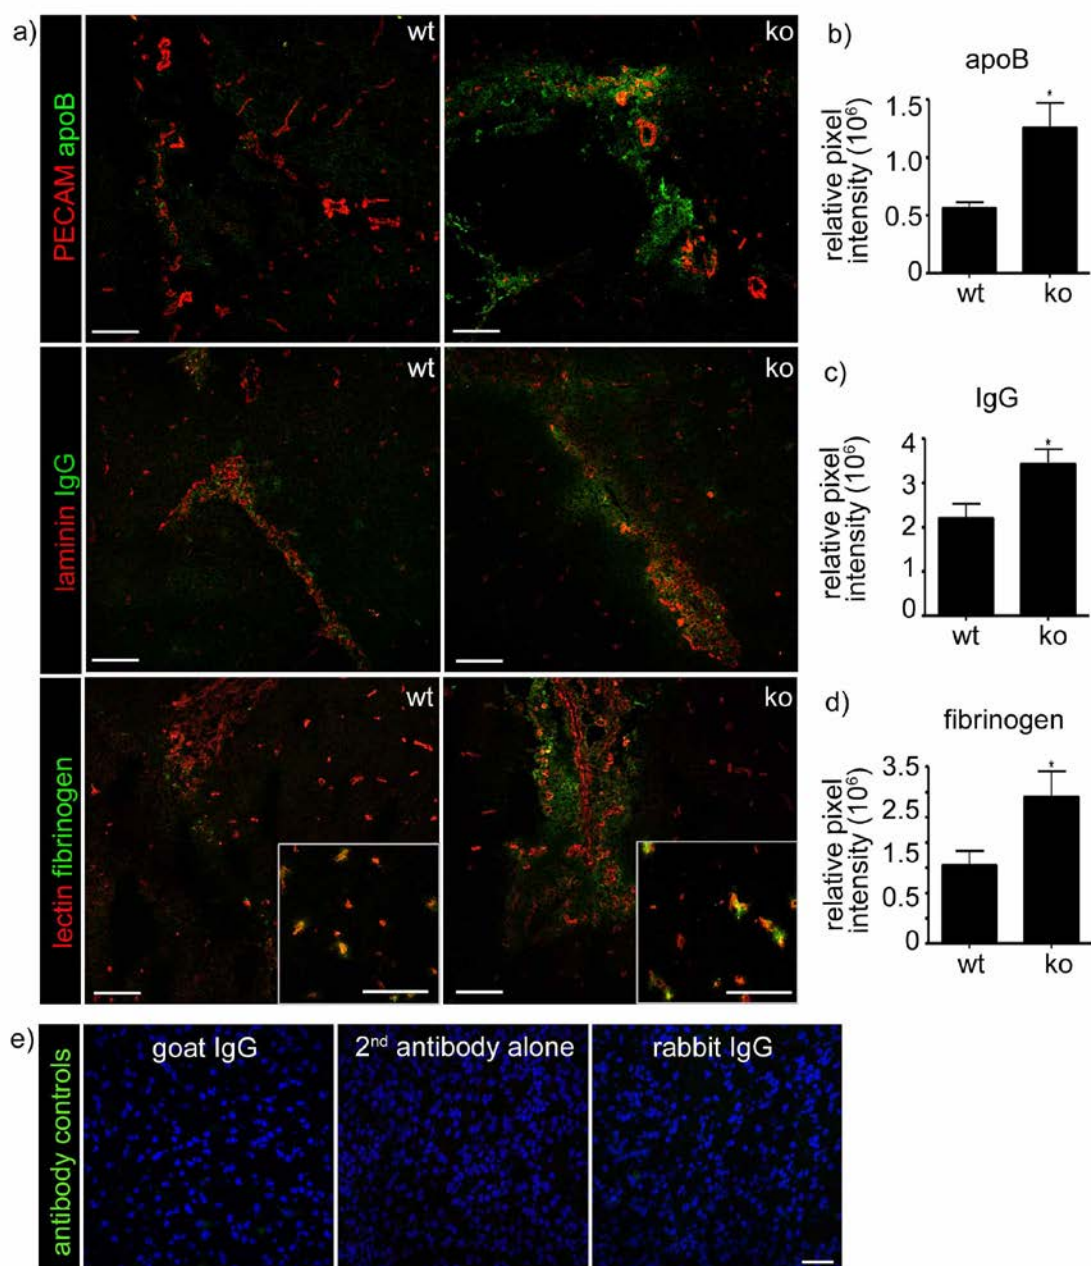 a)
wt
ko
PECAM apoB
wt
ko
laminin IgG
wt
ko
lectin fibrinogen
b)
apoB
relative pixel
intensity (10⁶)
1.5
0.5
0
*
wt
ko
c)
IgG
relative pixel
intensity (10⁶)
4
3
2
0
*
wt
ko
d)
fibrinogen
relative pixel
intensity (10⁶)
3.5
2.5
1.5
0.5
0
*
wt
ko
e)
antibody controls
goat IgG
2nd antibody alone
rabbit IgG